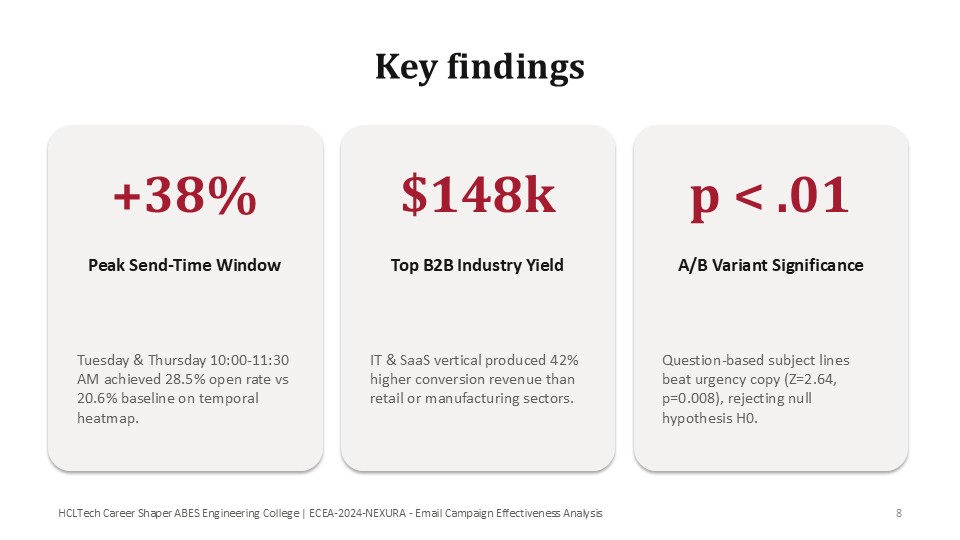 Key findings
+38%
Peak Send-Time Window
Tuesday & Thursday 10:00-11:30
AM achieved 28.5% open rate vs
20.6% baseline on temporal
heatmap.
$148k
Top B2B Industry Yield
IT & SaaS vertical produced 42%
higher conversion revenue than
retail or manufacturing sectors.
p < .01
A/B Variant Significance
Question-based subject lines
beat urgency copy (Z=2.64,
p=0.008), rejecting null
hypothesis H0.
HCLTech Career Shaper ABES Engineering College | ECEA-2024-NEXURA - Email Campaign Effectiveness Analysis
8